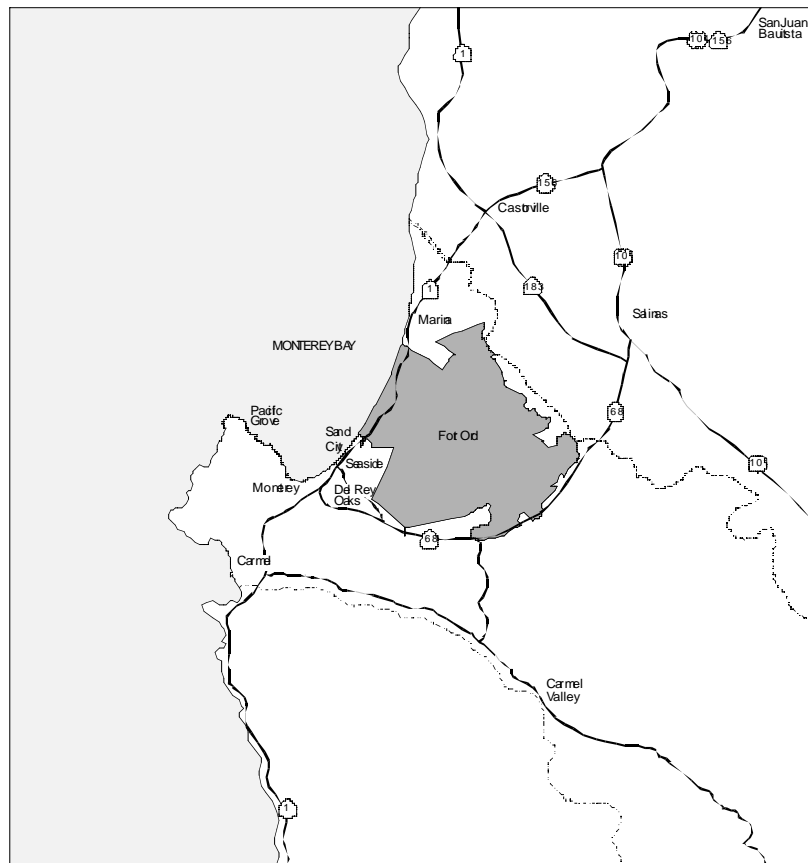 San Juan
Bautista
101 156
1
156
Castroville
101
1
183
Marina
Salinas
MONTEREY BAY
Pacific
Grove
68
Sand
City
Fort Ord
Seaside
101
Monterey
Del Rey
Oaks
68
Carmel
Carmel
Valley
1